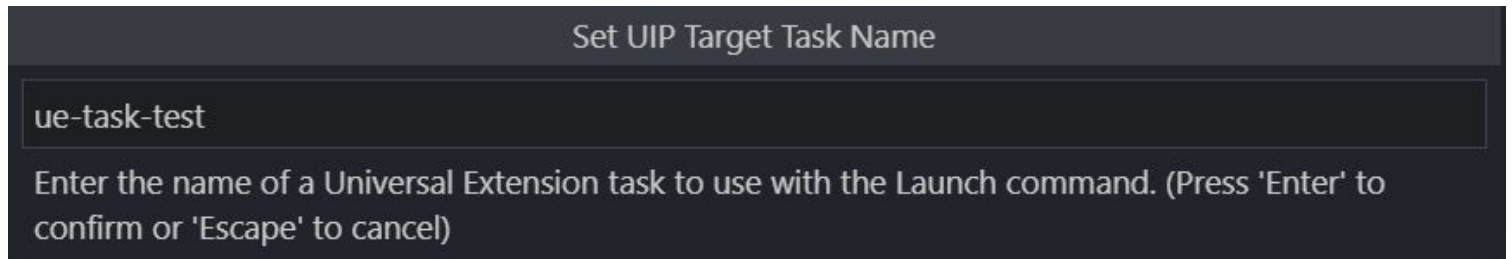 Set UIP Target Task Name
ue-task-test
Enter the name of a Universal Extension task to use with the Launch command. (Press 'Enter' to
confirm or 'Escape' to cancel)